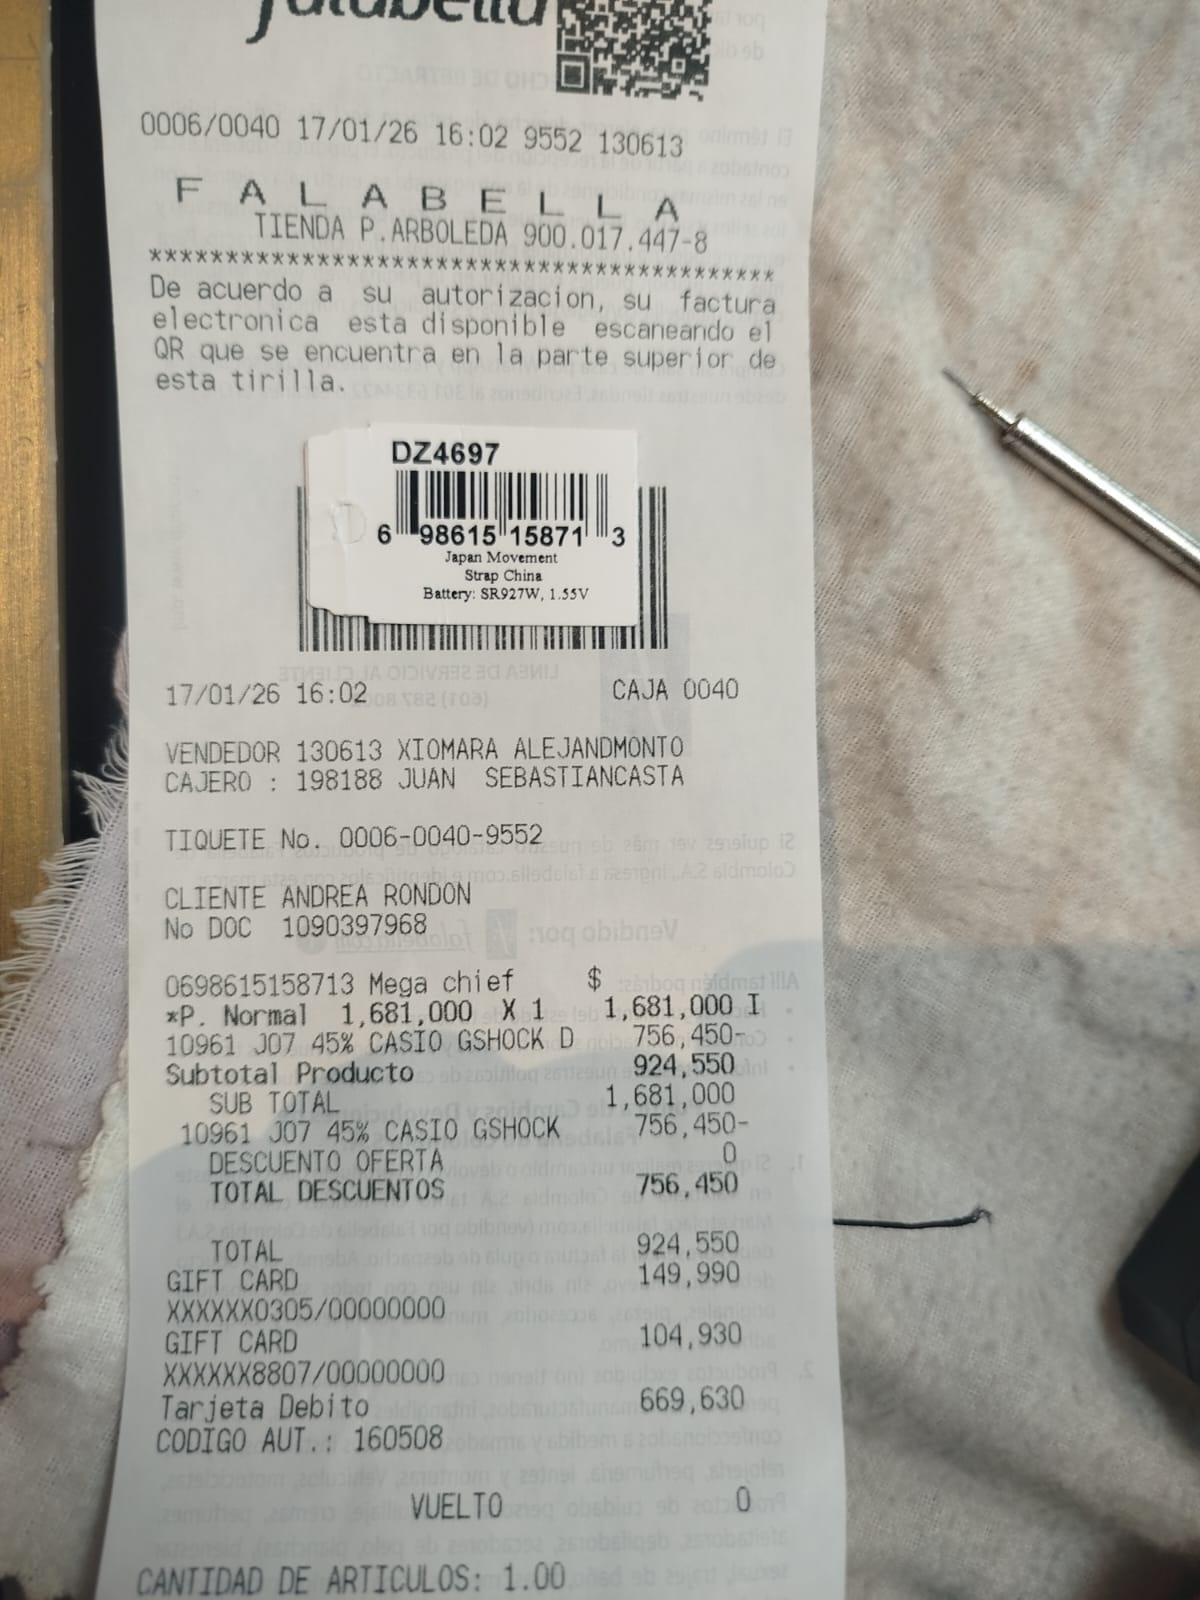 falabella
0006/0040 17/01/26 16:02 9552 130613
F A L A B E L L A
TIENDA P.ARBOLEDA 900.017.447-8
*****************************************
De acuerdo a su autorizacion, su factura
electronica esta disponible escaneando el
QR que se encuentra en la parte superior de
esta tirilla.
DZ4697
6 98615 15871 3
Japan Movement
Strap China
Battery: SR927W, 1.55V
17/01/26 16:02 CAJA 0040
VENDEDOR 130613 XIOMARA ALEJANDMONTO
CAJERO : 198188 JUAN SEBASTIANCASTA
TIQUETE No. 0006-0040-9552
CLIENTE ANDREA RONDON
No DOC 1090397968
0698615158713 Mega chief $
*P. Normal 1,681,000 X 1 1,681,000 I
10961 J07 45% CASIO GSHOCK D 756,450-
Subtotal Producto 924,550
SUB TOTAL 1,681,000
10961 J07 45% CASIO GSHOCK 756,450-
DESCUENTO OFERTA 0
TOTAL DESCUENTOS 756,450
TOTAL 924,550
GIFT CARD 149,990
XXXXXX0305/00000000
GIFT CARD 104,930
XXXXXX8807/00000000
Tarjeta Debito 669,630
CODIGO AUT.: 160508
VUELTO 0
CANTIDAD DE ARTICULOS: 1.00